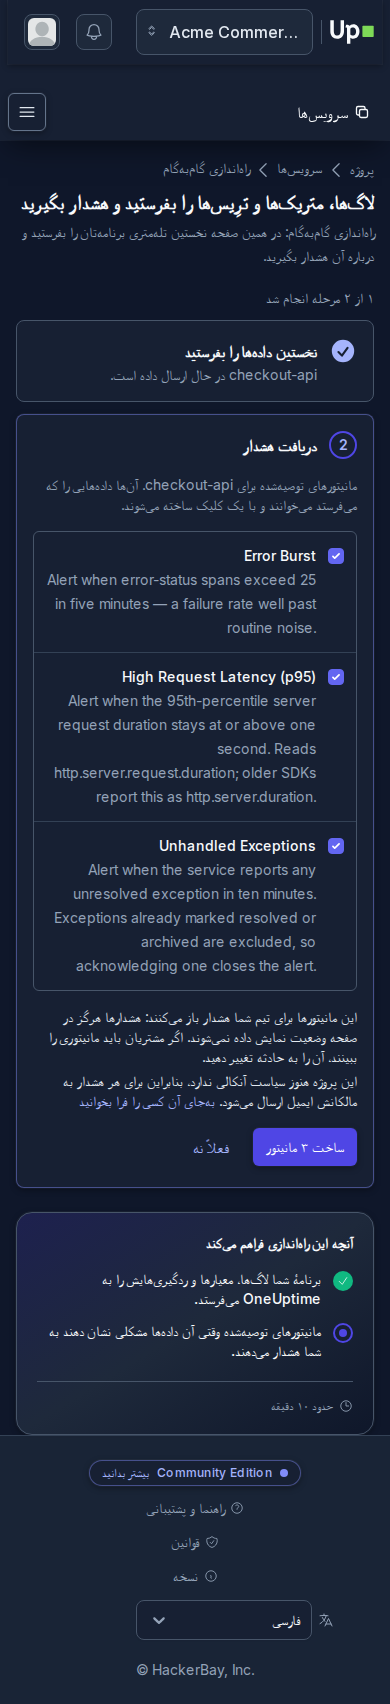 Up
Acme Commer...
سرویس‌ها
پروژه
سرویس‌ها
راه‌اندازی گام‌به‌گام
لاگ‌ها، متریک‌ها و تریس‌ها را بفرستید و هشدار بگیرید
راه‌اندازی گام‌به‌گام: در همین صفحه نخستین تله‌متری برنامه‌تان را بفرستید و
درباره آن هشدار بگیرید.
۱ از ۲ مرحله انجام شد
نخستین داده‌ها را بفرستید
checkout-api در حال ارسال داده است.
2
دریافت هشدار
مانیتورهای توصیه‌شده برای checkout-api. آن‌ها داده‌هایی را که
می‌فرستد می‌خوانند و با یک کلیک ساخته می‌شوند.
Error Burst
Alert when error-status spans exceed 25
in five minutes — a failure rate well past
routine noise.
High Request Latency (p95)
Alert when the 95th-percentile server
request duration stays at or above one
second. Reads
http.server.request.duration; older SDKs
report this as http.server.duration.
Unhandled Exceptions
Alert when the service reports any
unresolved exception in ten minutes.
Exceptions already marked resolved or
archived are excluded, so
acknowledging one closes the alert.
این مانیتورها برای تیم شما هشدار باز می‌کنند: هشدارها هرگز در
صفحه وضعیت نمایش داده نمی‌شوند. اگر مشتریان باید مانیتوری را
ببینند، آن را به حادثه تغییر دهید.
این پروژه هنوز سیاست آنکالی ندارد، بنابراین برای هر هشدار به
مالکانش ایمیل ارسال می‌شود. به‌جای آن کسی را فرا بخوانید
ساخت ۳ مانیتور
فعلاً نه
آنچه این راه‌اندازی فراهم می‌کند
برنامهٔ شما لاگ‌ها، معیارها و ردگیری‌هایش را به
OneUptime می‌فرستد.
مانیتورهای توصیه‌شده وقتی آن داده‌ها مشکلی نشان دهند به
شما هشدار می‌دهند.
حدود ۱۰ دقیقه
Community Edition بیشتر بدانید
راهنما و پشتیبانی
قوانین
نسخه
فارسی
© HackerBay, Inc.